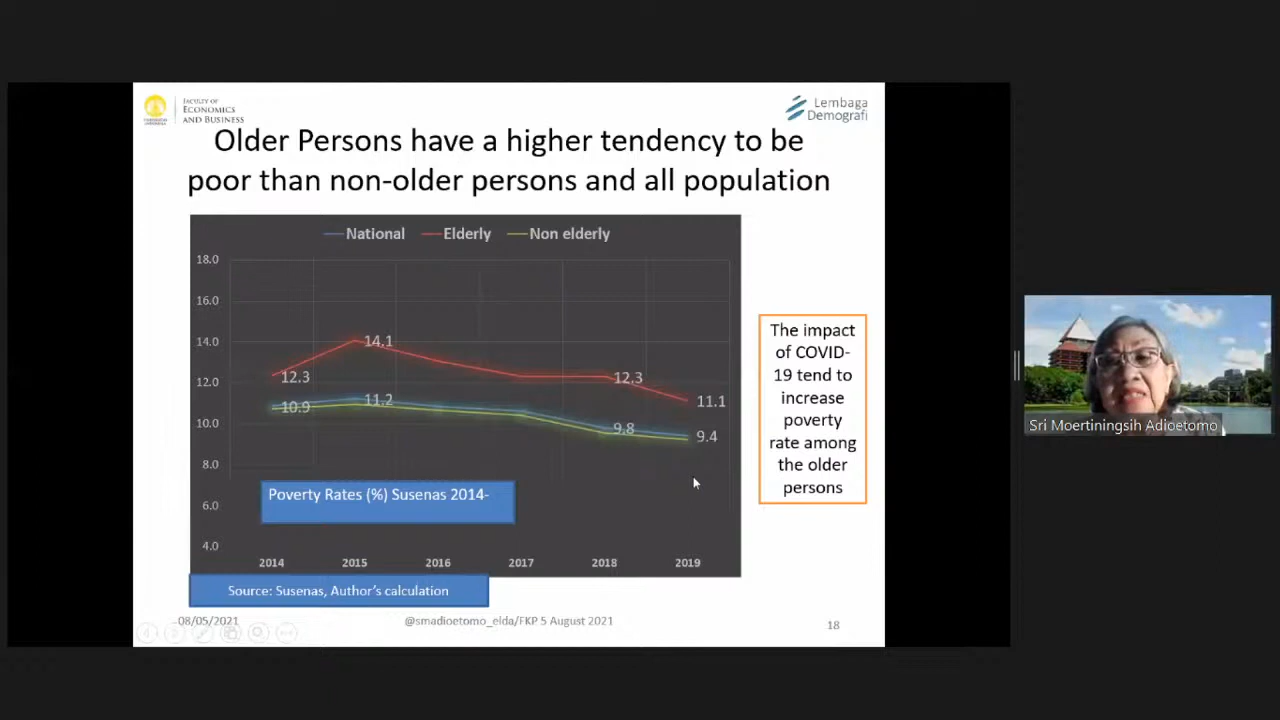 FACULTY OF
ECONOMICS
AND BUSINESS
Lembaga
Demografi
Older Persons have a higher tendency to be
poor than non-older persons and all population
National Elderly Non elderly
18.0
16.0
14.0
12.0
10.0
8.0
6.0
4.0
14.1
12.3
12.3
11.1
10.9
11.2
9.8
9.4
Poverty Rates (%) Susenas 2014-
2014 2015 2016 2017 2018 2019
Source: Susenas, Author's calculation
The impact
of COVID-
19 tend to
increase
poverty
rate among
the older
persons
08/05/2021
@smadioetomo_elda/FKP 5 August 2021
18
Sri Moertiningsih Adioetomo